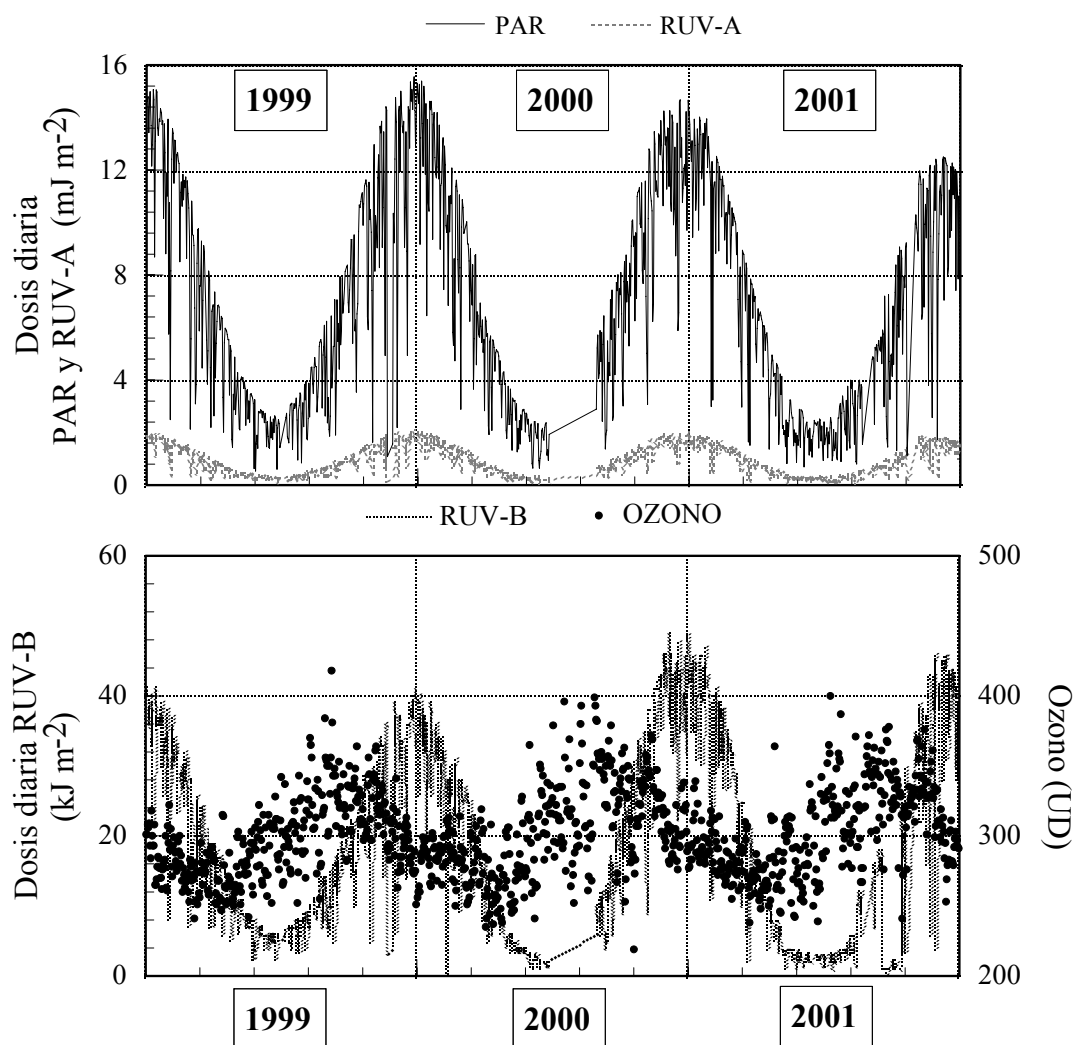 PAR RUV-A
16
12
8
4
0
Dosis diaria
PAR y RUV-A (mJ m-2)
1999
2000
2001
RUV-B OZONO
60
40
20
0
Dosis diaria RUV-B
(kJ m-2)
500
400
300
200
Ozono (UD)
1999
2000
2001